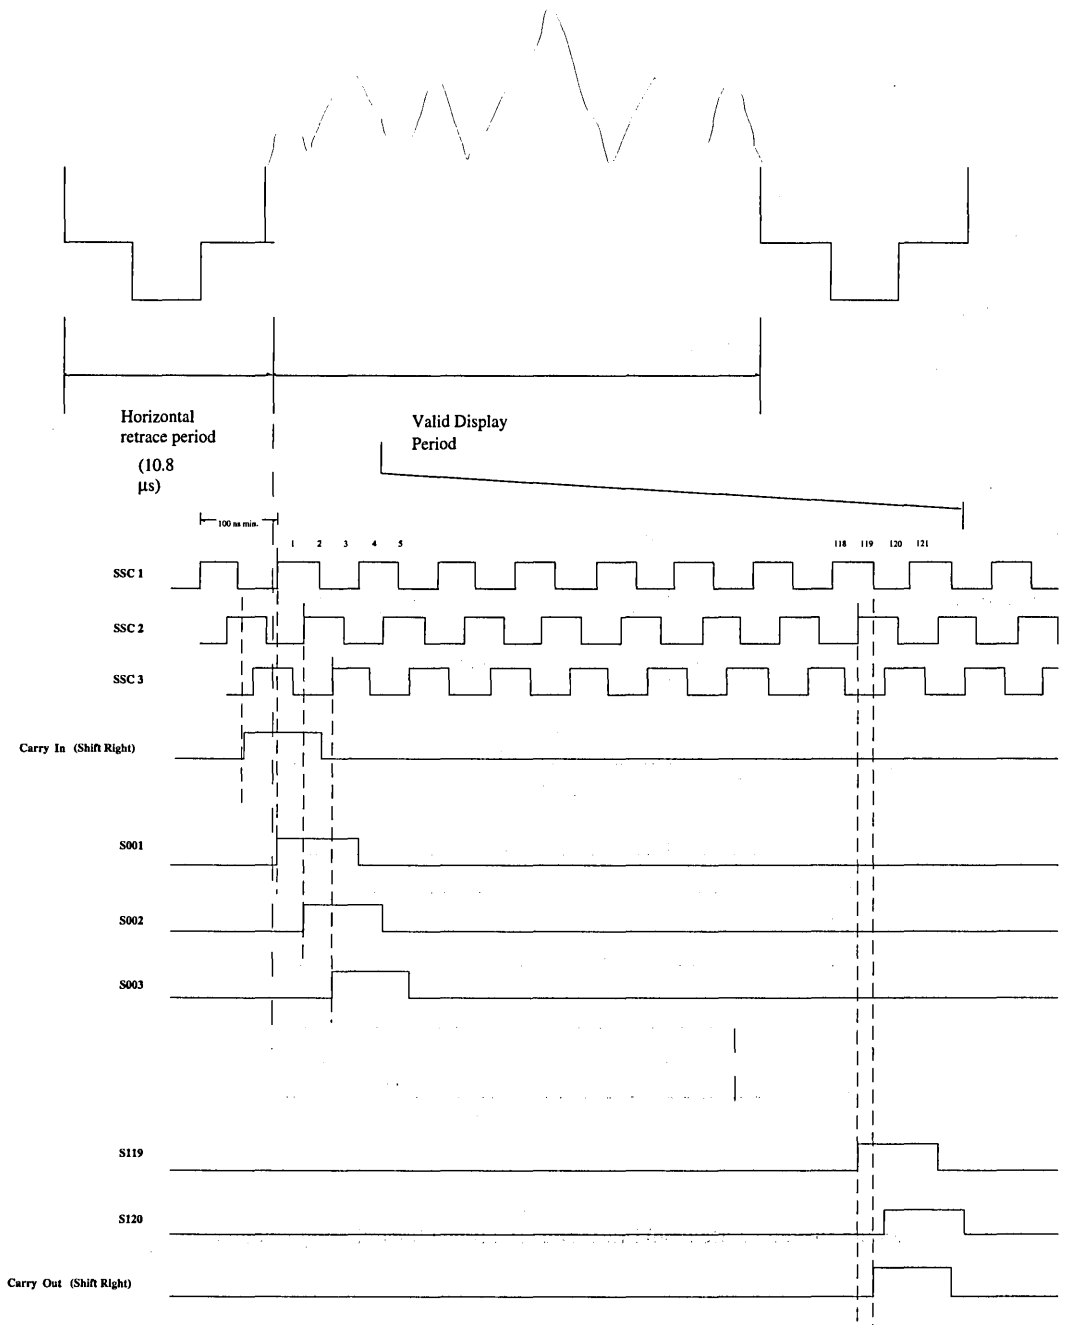 Horizontal
retrace period
(10.8
μs)
Valid Display
Period
100 ns min.
1 2 3 4 5 118 119 120 121
SSC 1
SSC 2
SSC 3
Carry In (Shift Right)
S001
S002
S003
S119
S120
Carry Out (Shift Right)